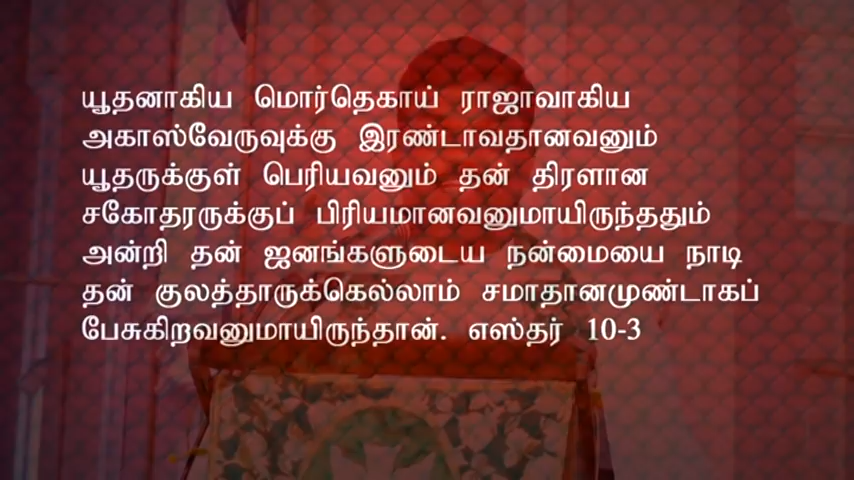 யூதனாகிய மொர்தெகாய் ராஜாவாகிய
அகாஸ்வேருவுக்கு இரண்டாவதானவனும்
யூதருக்குள் பெரியவனும் தன் திரளான
சகோதரருக்குப் பிரியமானவனுமாயிருந்ததும்
அன்றி தன் ஜனங்களுடைய நன்மையை நாடி
தன் குலத்தாருக்கெல்லாம் சமாதானமுண்டாகப்
பேசுகிறவனுமாயிருந்தான். எஸ்தர் 10-3